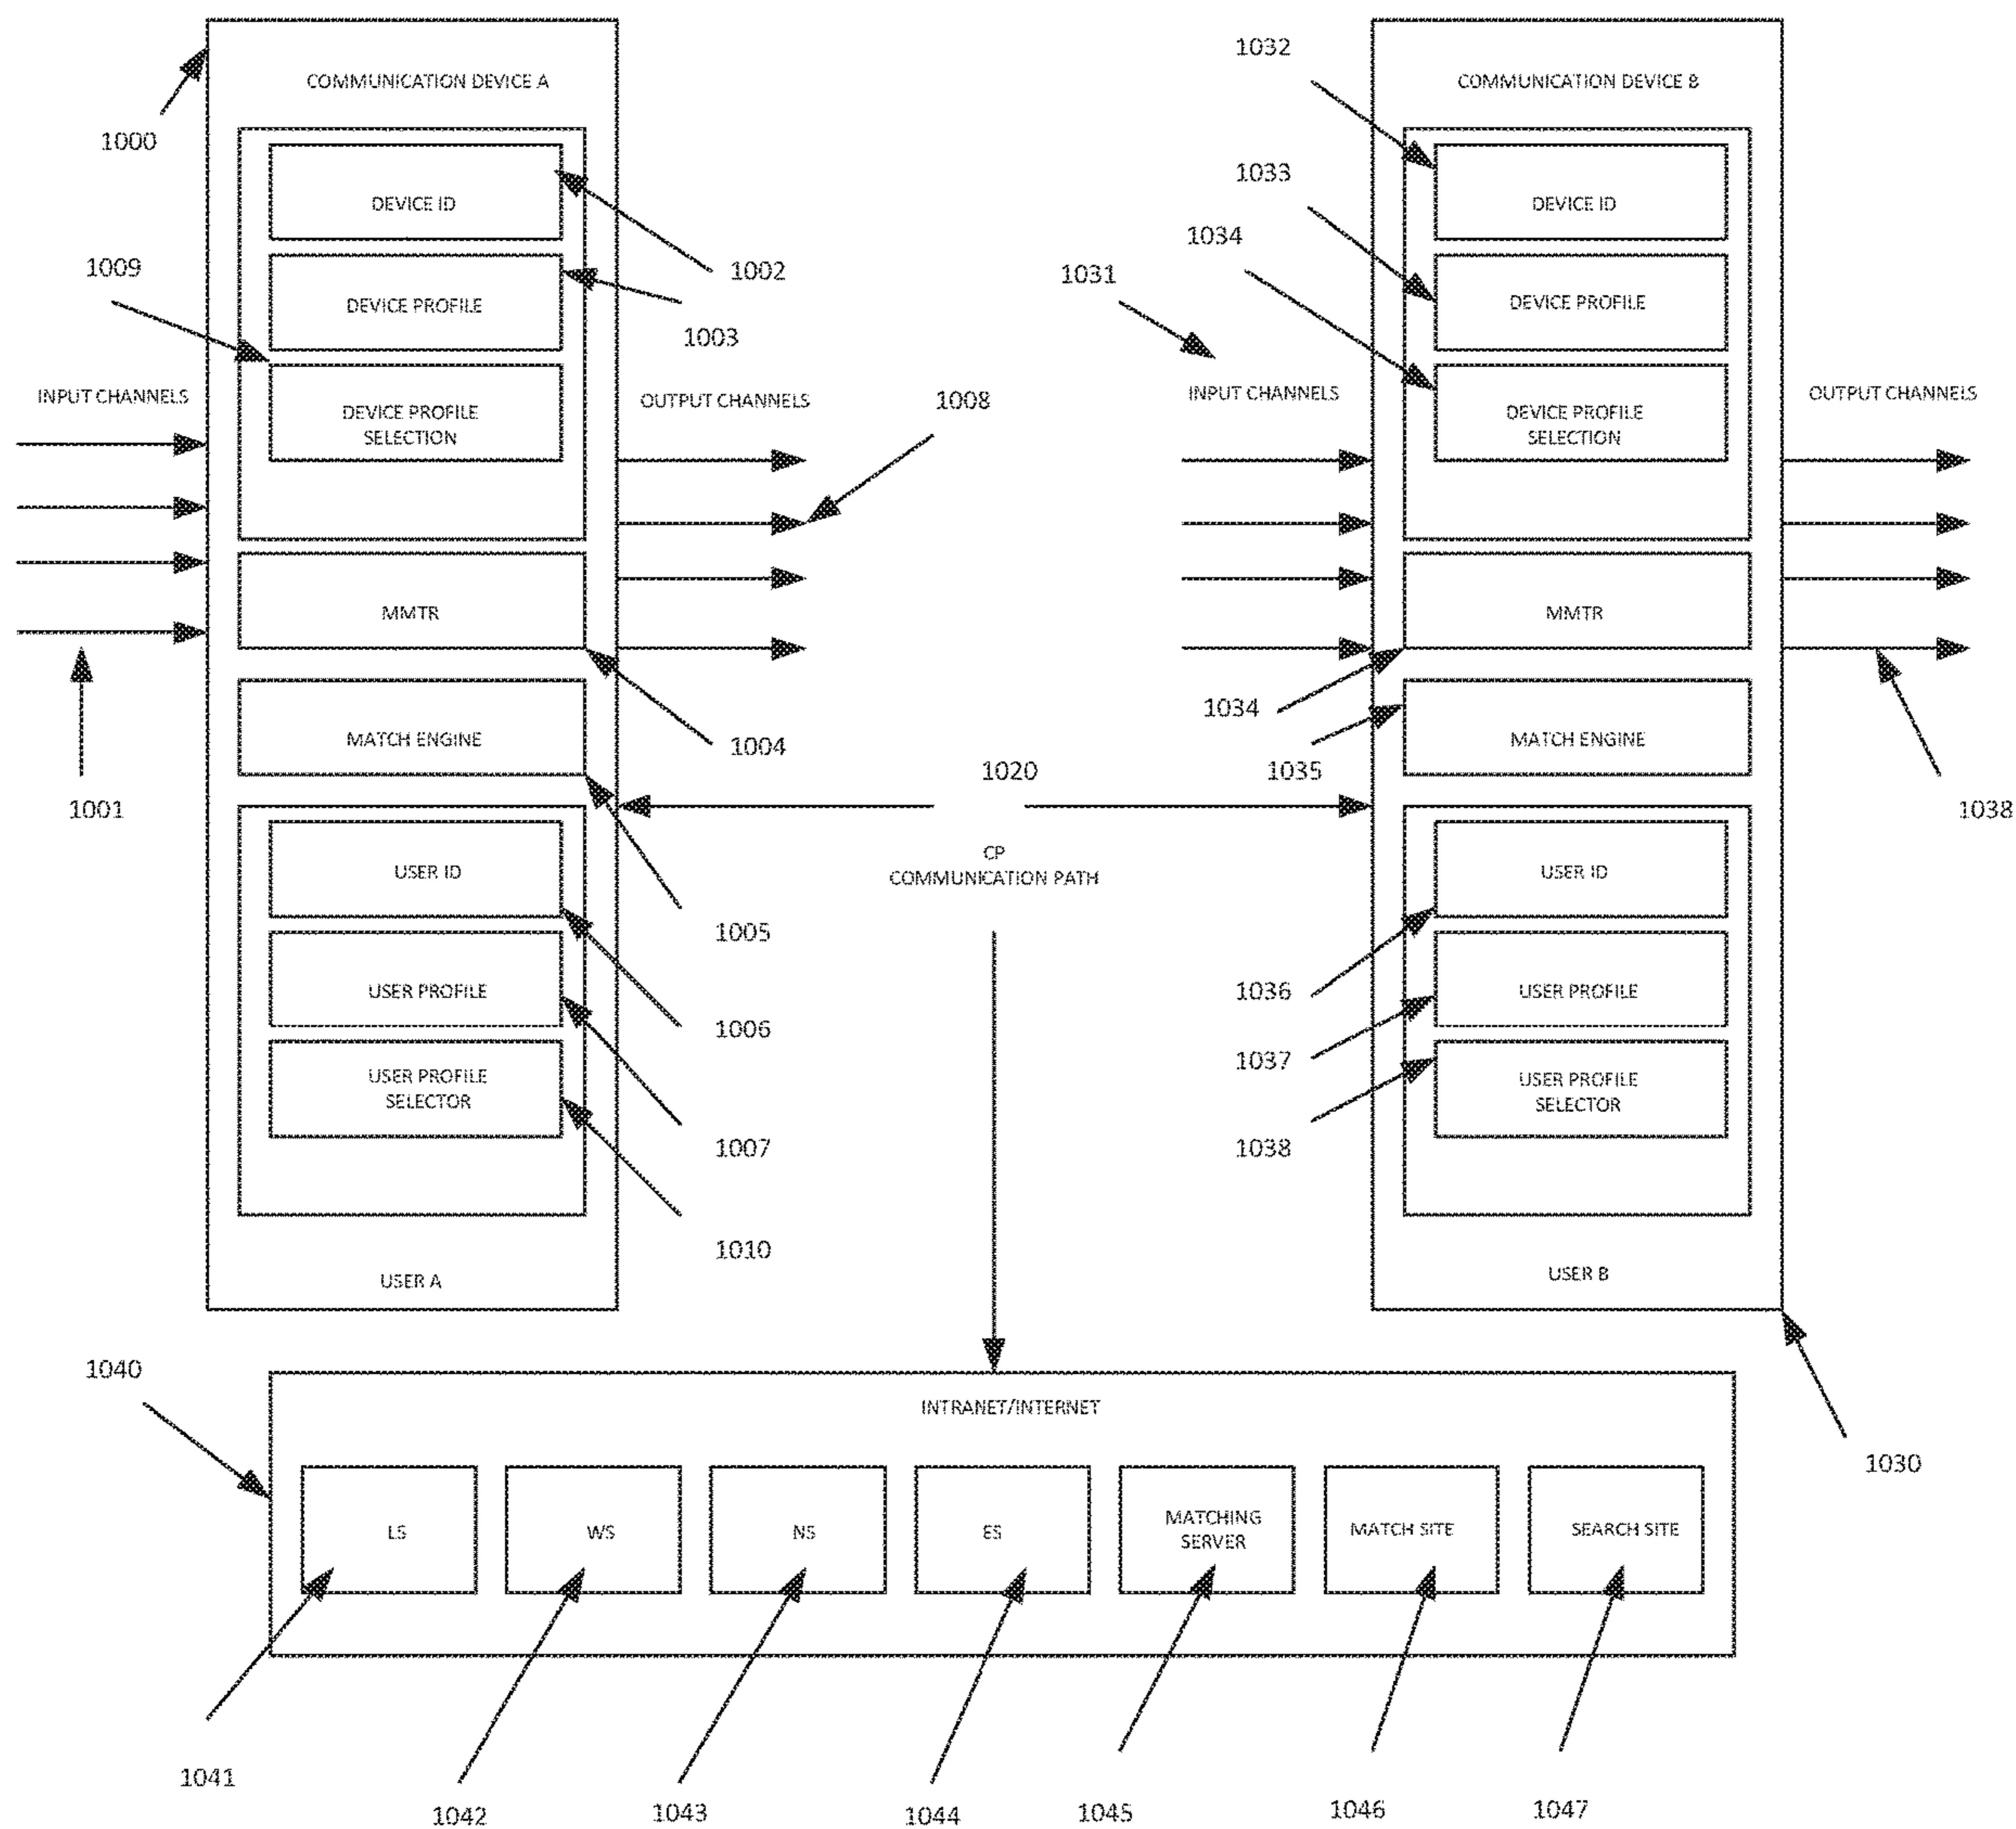 COMMUNICATION DEVICE A
1000
DEVICE ID
1002
DEVICE PROFILE
1003
1009
DEVICE PROFILE
SELECTION
INPUT CHANNELS
OUTPUT CHANNELS
1008
MMTR
1004
1001
MATCH ENGINE
1005
USER ID
1006
USER PROFILE
1007
USER PROFILE
SELECTOR
1010
USER A
1020
CP
COMMUNICATION PATH
COMMUNICATION DEVICE B
1032
DEVICE ID
1033
DEVICE PROFILE
1034
DEVICE PROFILE
SELECTION
1031
INPUT CHANNELS
OUTPUT CHANNELS
MMTR
1034
1038
MATCH ENGINE
1035
USER ID
1036
USER PROFILE
1037
USER PROFILE
SELECTOR
1038
USER B
1030
1040
INTRANET/INTERNET
LS
WS
NS
ES
MATCHING
SERVER
MATCH SITE
SEARCH SITE
1041
1042
1043
1044
1045
1046
1047